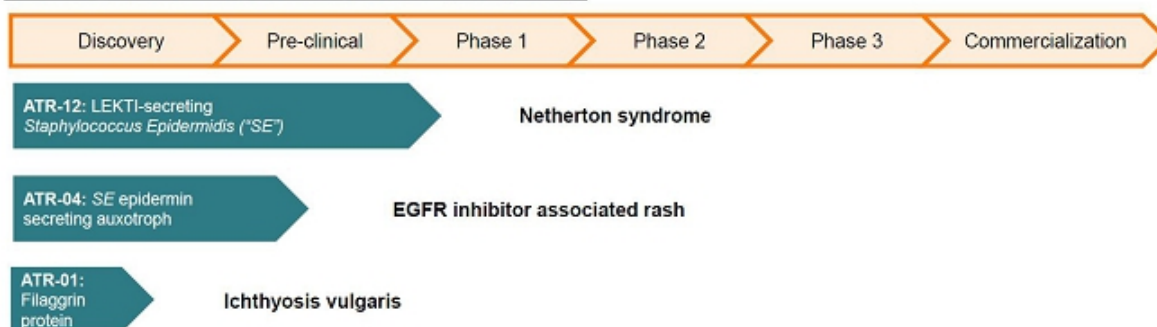 Discovery
Pre-clinical
Phase 1
Phase 2
Phase 3
Commercialization
ATR-12: LEKTI-secreting
Staphylococcus Epidermidis ("SE")
Netherton syndrome
ATR-04: SE epidermin
secreting auxotroph
EGFR inhibitor associated rash
ATR-01:
Filaggrin
protein
Ichthyosis vulgaris